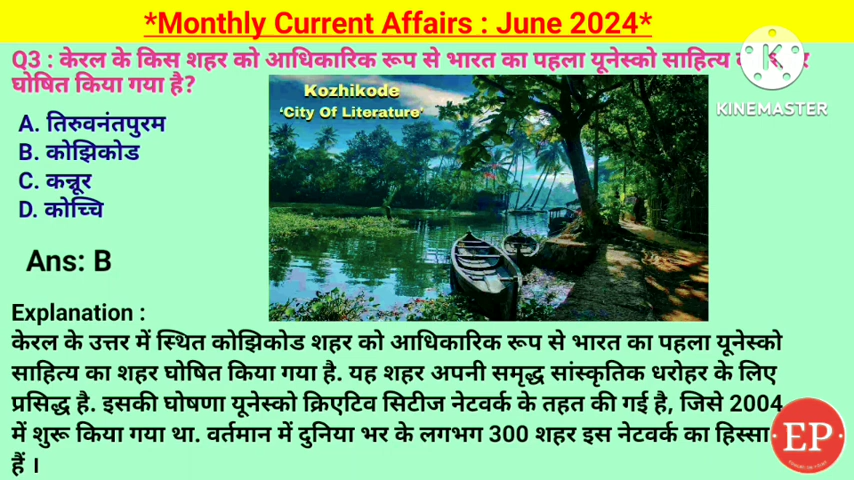 *Monthly Current Affairs : June 2024*
Q3 : केरल के किस शहर को आधिकारिक रूप से भारत का पहला यूनेस्को साहित्य
घोषित किया गया है?
KINEMASTER
Kozhikode
'City Of Literature'
A. तिरुवनंतपुरम
B. कोझिकोड
C. कन्नूर
D. कोच्चि
Ans: B
Explanation :
केरल के उत्तर में स्थित कोझिकोड शहर को आधिकारिक रूप से भारत का पहला यूनेस्को
साहित्य का शहर घोषित किया गया है. यह शहर अपनी समृद्ध सांस्कृतिक धरोहर के लिए
प्रसिद्ध है. इसकी घोषणा यूनेस्को क्रिएटिव सिटीज नेटवर्क के तहत की गई है, जिसे 2004
में शुरू किया गया था. वर्तमान में दुनिया भर के लगभग 300 शहर इस नेटवर्क का हिस्सा
हैं ।
EP